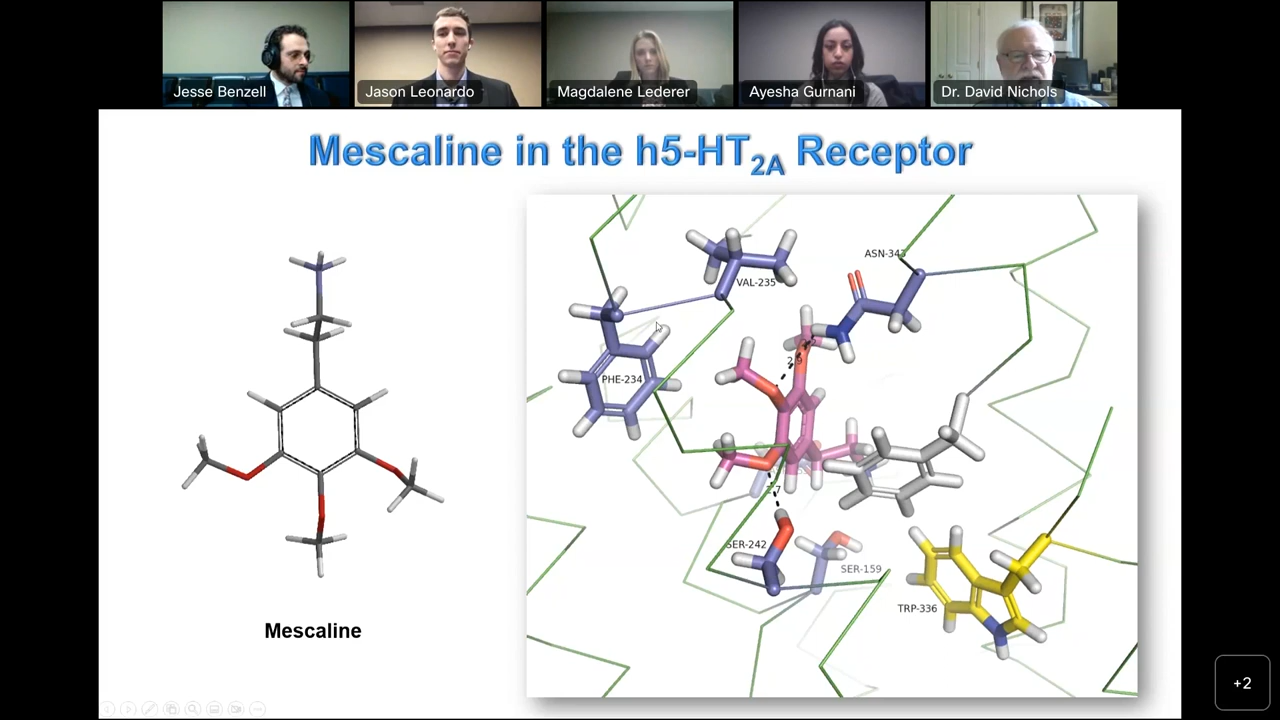 Jesse Benzell
Jason Leonardo
Magdalene Lederer
Ayesha Gurnani
Dr. David Nichols
Mescaline in the h5-HT2A Receptor
ASN-343
VAL-235
PHE-234
SER-242
SER-159
TRP-336
Mescaline
+2